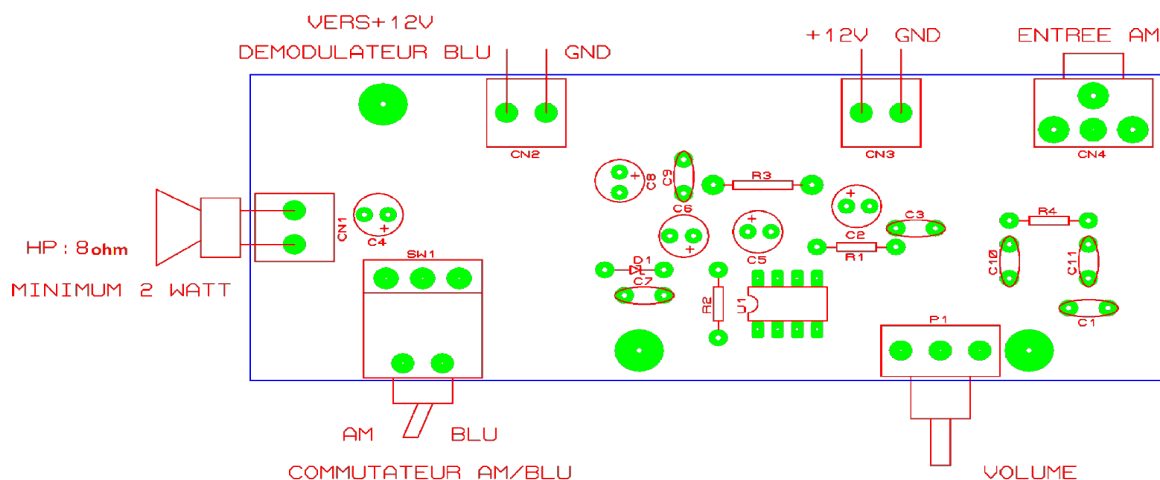 VERS+12V
DEMODULATEUR BLU
GND
+12V
GND
ENTREE AM
CN2
CN3
CN4
C8
C9
R3
C6
C2
C3
R4
CN1
C4
C5
R1
C10
C11
HP:8ohm
MINIMUM 2 WATT
SW1
D1
C7
R2
U1
C1
P1
AM
BLU
COMMUTATEUR AM/BLU
VOLUME
+
+
+
+
+